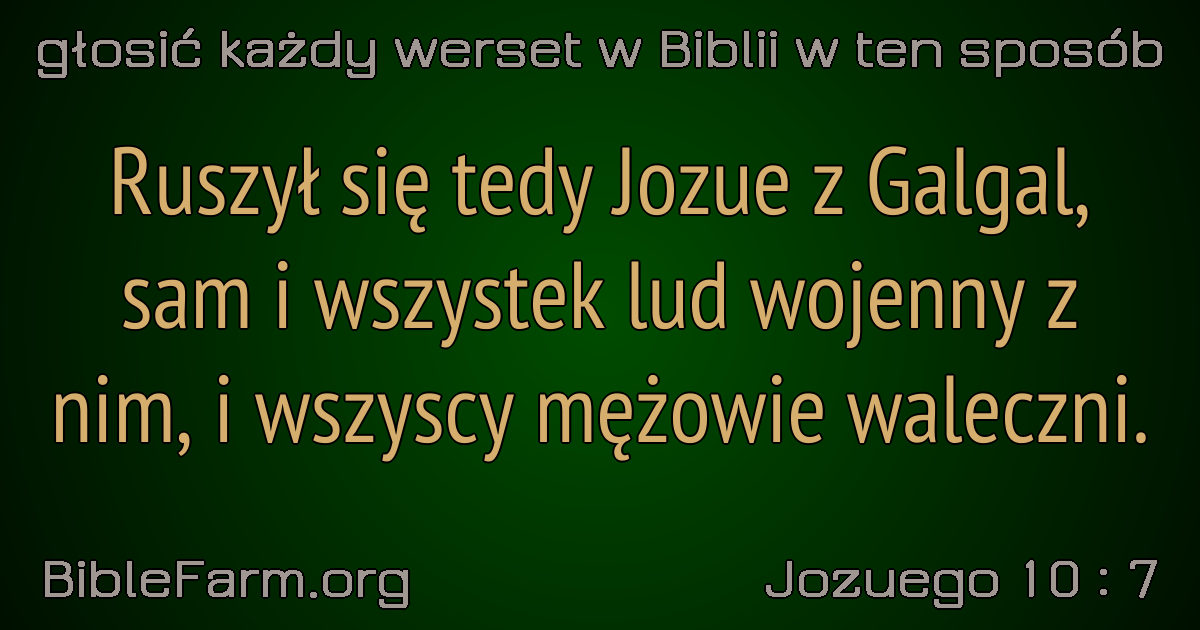 głosić każdy werset w Biblii w ten sposób
Ruszył się tedy Jozue z Galgal,
sam i wszystek lud wojenny z
nim, i wszyscy mężowie waleczni.
BibleFarm.org
Jozuego 10 : 7